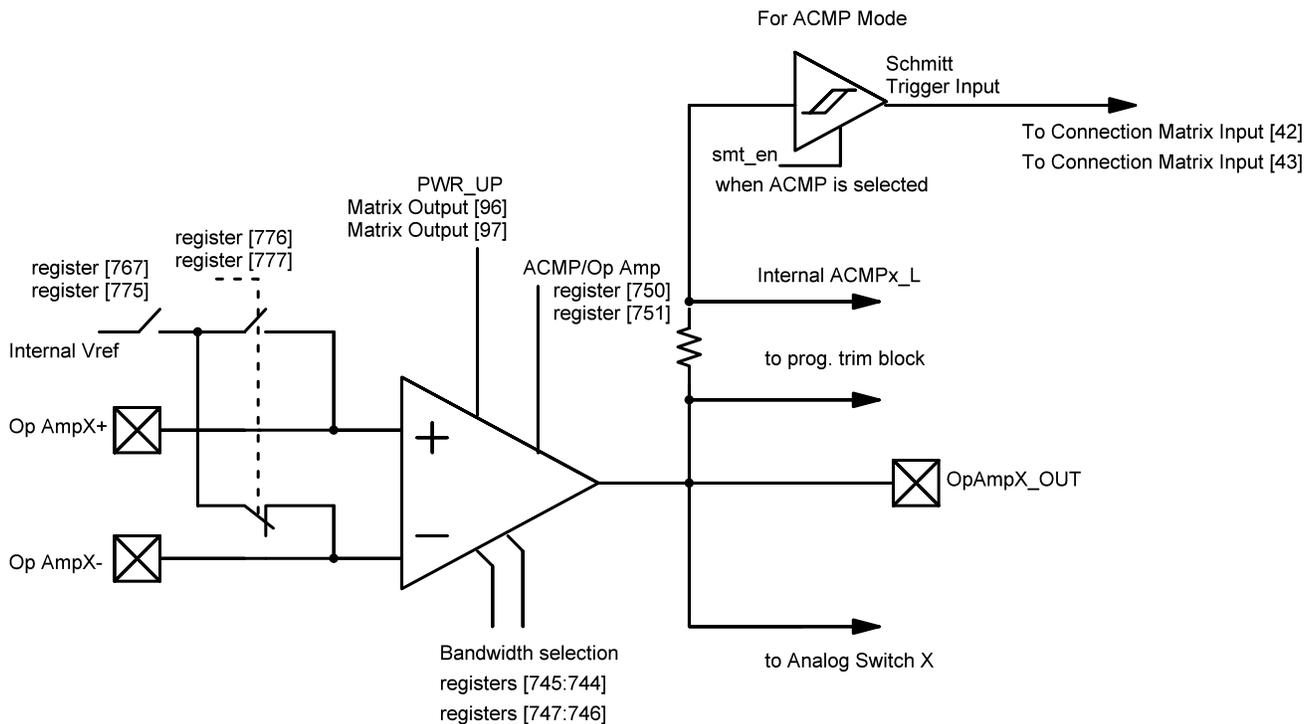 For ACMP Mode
Schmitt
Trigger Input
To Connection Matrix Input [42]
To Connection Matrix Input [43]
smt_en
when ACMP is selected
PWR_UP
Matrix Output [96]
Matrix Output [97]
register [776]
register [777]
register [767]
register [775]
ACMP/Op Amp
register [750]
register [751]
Internal ACMPx_L
Internal Vref
to prog. trim block
Op AmpX+
+
OpAmpX_OUT
−
Op AmpX-
Bandwidth selection
registers [745:744]
registers [747:746]
to Analog Switch X